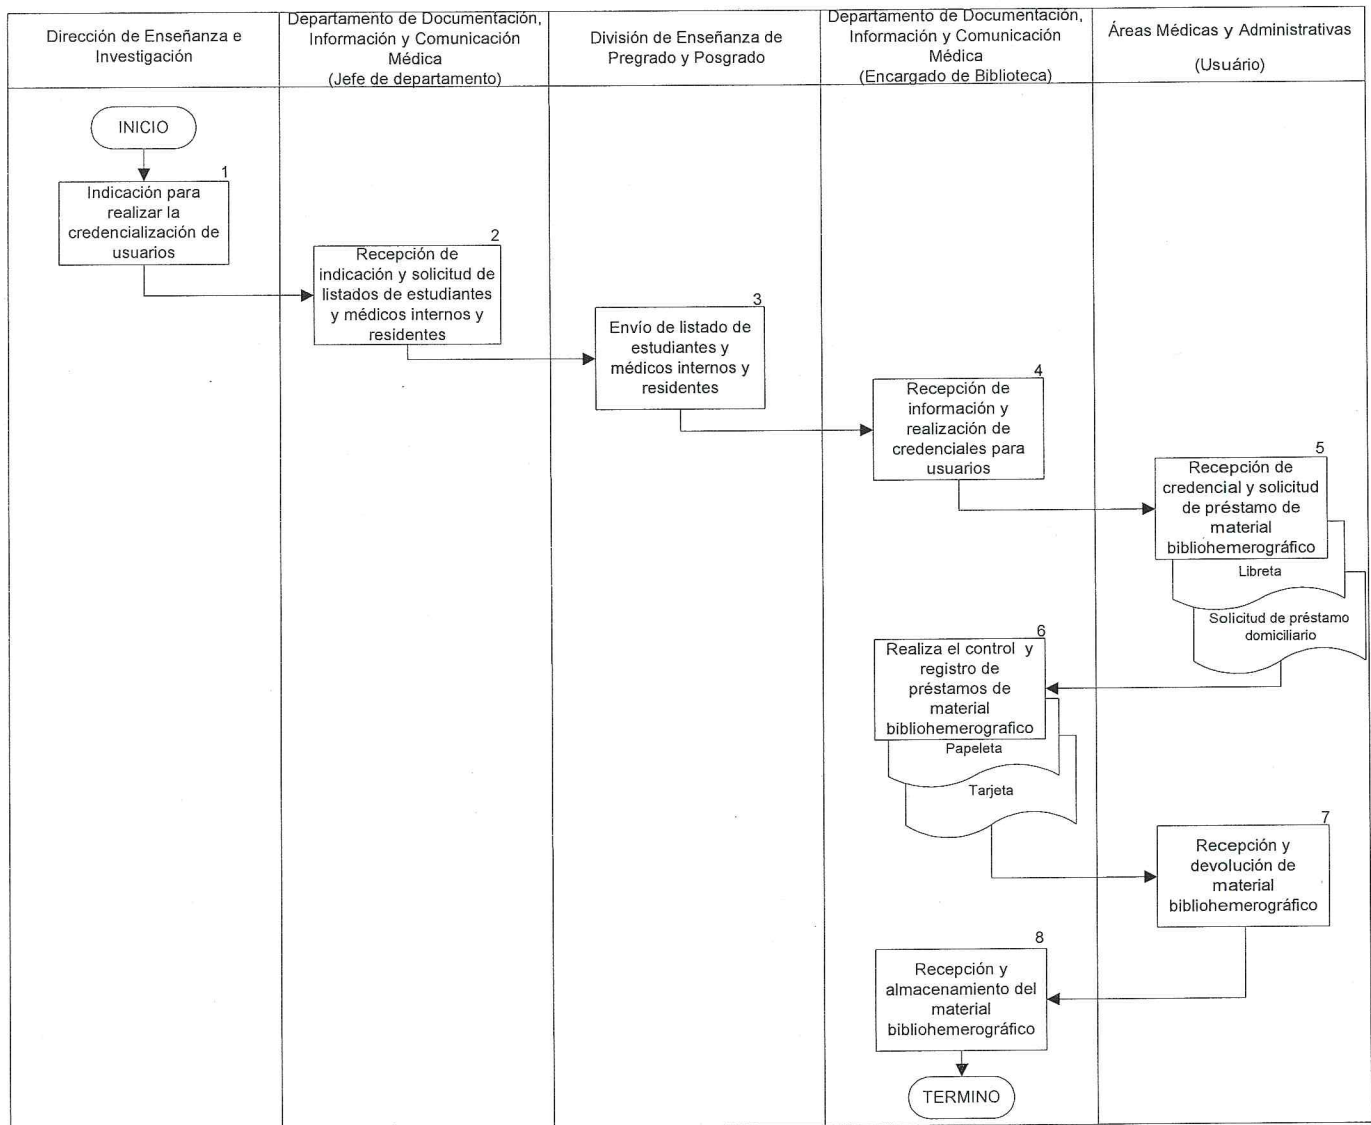 Dirección de Enseñanza e
Investigación
Departamento de Documentación,
Información y Comunicación
Médica
(Jefe de departamento)
División de Enseñanza de
Pregrado y Posgrado
Departamento de Documentación,
Información y Comunicación
Médica
(Encargado de Biblioteca)
Áreas Médicas y Administrativas
(Usuário)
INICIO
1
Indicación para
realizar la
credencialización de
usuarios
2
Recepción de
indicación y solicitud de
listados de estudiantes
y médicos internos y
residentes
3
Envío de listado de
estudiantes y
médicos internos y
residentes
4
Recepción de
información y
realización de
credenciales para
usuarios
5
Recepción de
credencial y solicitud
de préstamo de
material
bibliohemerográfico
Libreta
Solicitud de préstamo
domiciliario
6
Realiza el control y
registro de
préstamos de
material
bibliohemerografico
Papeleta
Tarjeta
7
Recepción y
devolución de
material
bibliohemerográfico
8
Recepción y
almacenamiento del
material
bibliohemerográfico
TERMINO